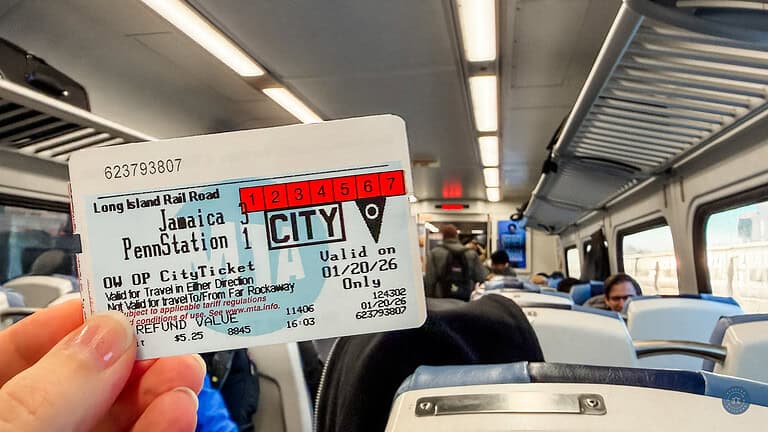 623793807
Long Island Rail Road
1 2 3 4 5 6 7
Jamaica 3
PennStation 1
CITY
O
MTA
OW OP CityTicket
Valid for Travel in Either Direction
Not Valid for travel To/From Far Rockaway
Subject to applicable tariff regulations
conditions of use. See www.mta.info.
REFUND VALUE
$5.25
8845
11406
16:03
Valid on
01/20/26
Only
124302
01/20/26
623793807